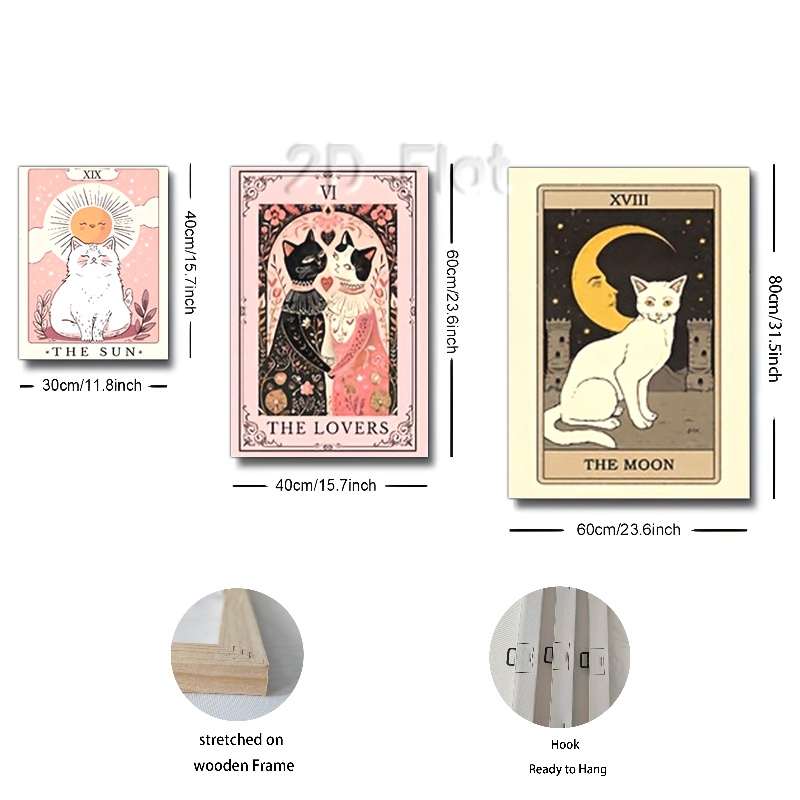 2D Flat
XIX
THE SUN
40cm/15.7inch
30cm/11.8inch
VI
THE LOVERS
60cm/23.6inch
40cm/15.7inch
XVIII
THE MOON
80cm/31.5inch
60cm/23.6inch
stretched on
wooden Frame
Hook
Ready to Hang